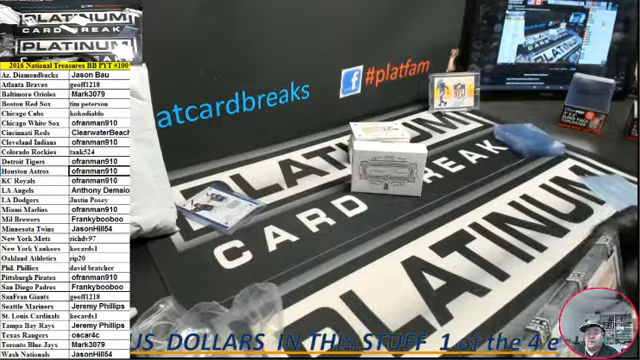 PLATINUM
CARD BREAK
PLATINUM
2016 National Treasures BB PYT #100
Az. Diamondbacks Jason Bau
Atlanta Braves geoff1218
Baltimore Orioles Mark3079
Boston Red Sox tim peterson
Chicago Cubs kokodiablo
Chicago White Sox ofranman910
Cincinnati Reds ClearwaterBeach
Cleveland Indians ofranman910
Colorado Rockies tank524
Detroit Tigers ofranman910
Houston Astros ofranman910
KC Royals ofranman910
LA Angels Anthony Demaio
LA Dodgers Justin Posey
Miami Marlins ofranman910
Mil Brewers Frankybooboo
Minnesota Twins JasonHill54
New York Mets richdv97
New York Yankees kecards1
Oakland Athletics rip20
Phil. Phillies david bratcher
Pittsburgh Pirates ofranman910
San Diego Padres Frankybooboo
SanFran Giants geoff1218
Seattle Mariners Jeremy Phillips
St. Louis Cardinals kecards1
Tampa Bay Rays Jeremy Phillips
Texas Rangers oscar4c
Toronto Blue Jays Mark3079
Wash Nationals JasonHill54
atcardbreaks
f #platfam
NFL
PLATINUM
CARD BREAK
PLATINUM
US DOLLARS IN THIS STUFF 1 of the 4 e